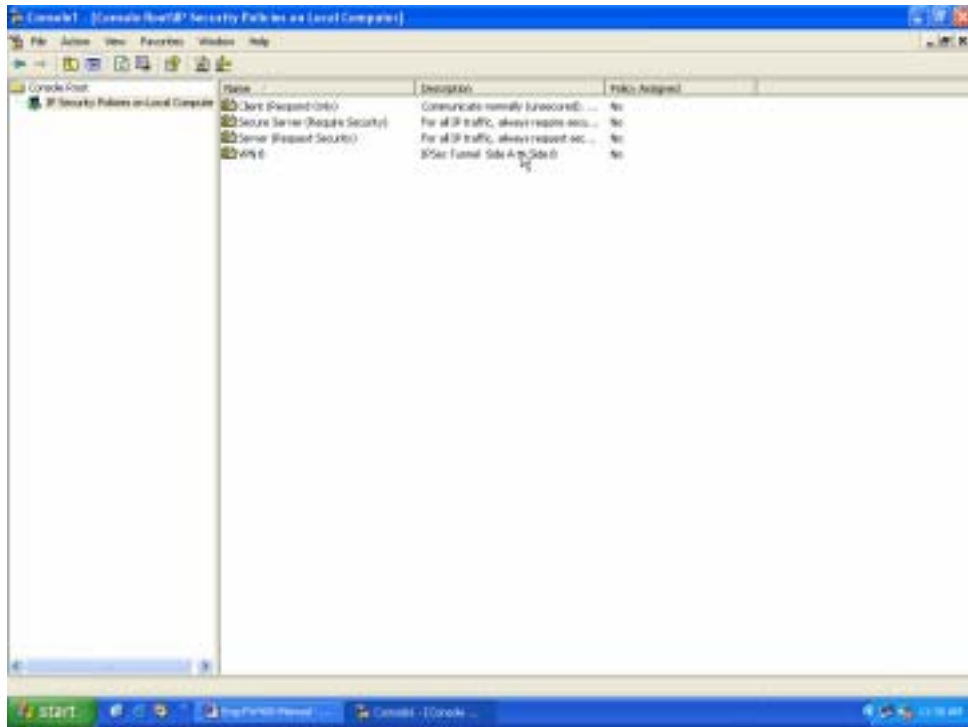 Console1 - [Console Root\IP Security Policies on Local Computer]
File Action View Favorites Window Help
Console Root
IP Security Policies on Local Compute
Name Description Policy Assigned
Client (Respond Only) Communicate normally (unsecured). ... No
Secure Server (Require Security) For all IP traffic, always require secu... No
Server (Request Security) For all IP traffic, always request sec... No
VPN B IPSec Tunnel Side A to Side B No
start
Console1 - [Console ...